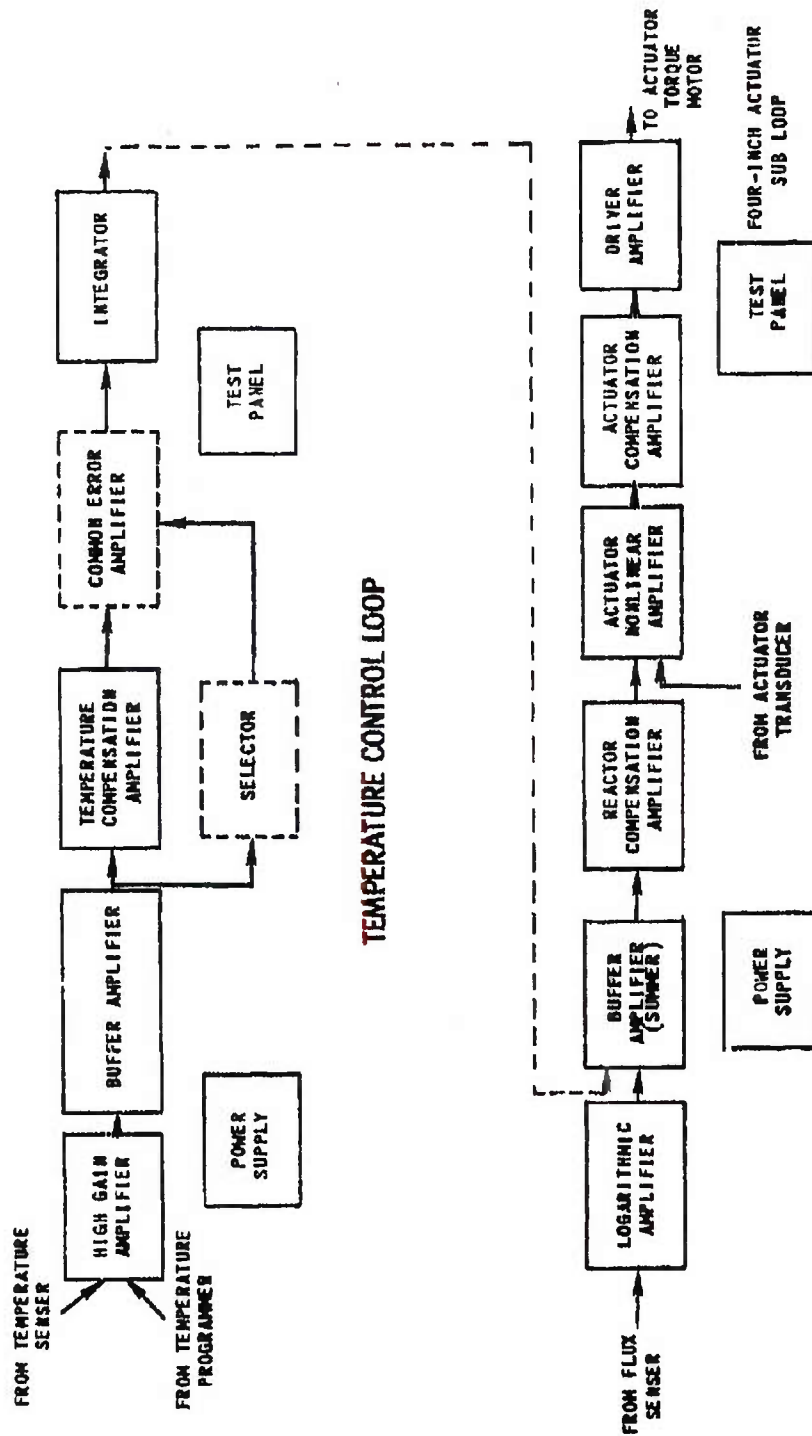 FROM TEMPERATURE
SENSER
FROM TEMPERATURE
PROGRAMMER
HIGH GAIN
AMPLIFIER
BUFFER AMPLIFIER
TEMPERATURE
COMPENSATION
AMPLIFIER
COMMON ERROR
AMPLIFIER
INTEGRATOR
POWER
SUPPLY
SELECTOR
TEST
PANEL
TEMPERATURE CONTROL LOOP
FROM FLUX
SENSER
LOGARITHMIC
AMPLIFIER
BUFFER
AMPLIFIER
(SUMMER)
REACTOR
COMPENSATION
AMPLIFIER
ACTUATOR
NONLINEAR
AMPLIFIER
ACTUATOR
COMPENSATION
AMPLIFIER
DRIVER
AMPLIFIER
TO ACTUATOR
TORQUE
MOTOR
FROM ACTUATOR
TRANSDUCER
POWER
SUPPLY
TEST
PANEL
FOUR-INCH ACTUATOR
SUB LOOP